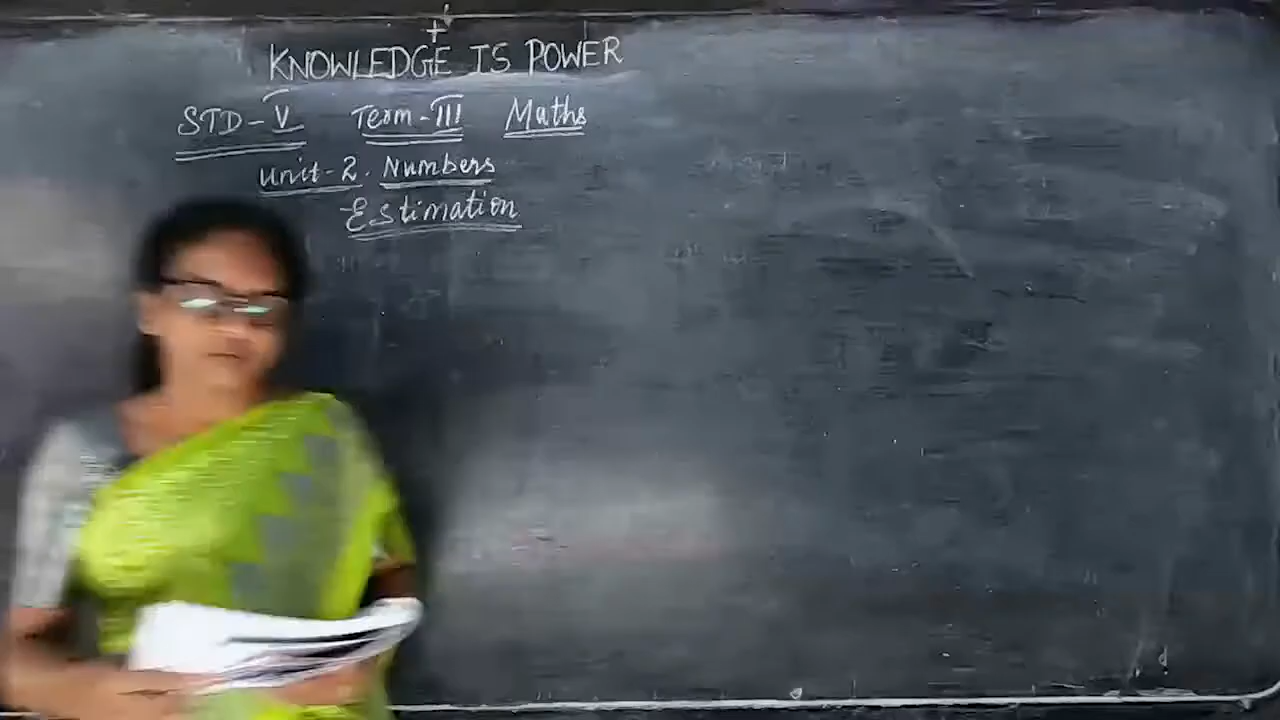 +
KNOWLEDGE IS POWER
STD-V Term-III Maths
Unit-2. Numbers
Estimation